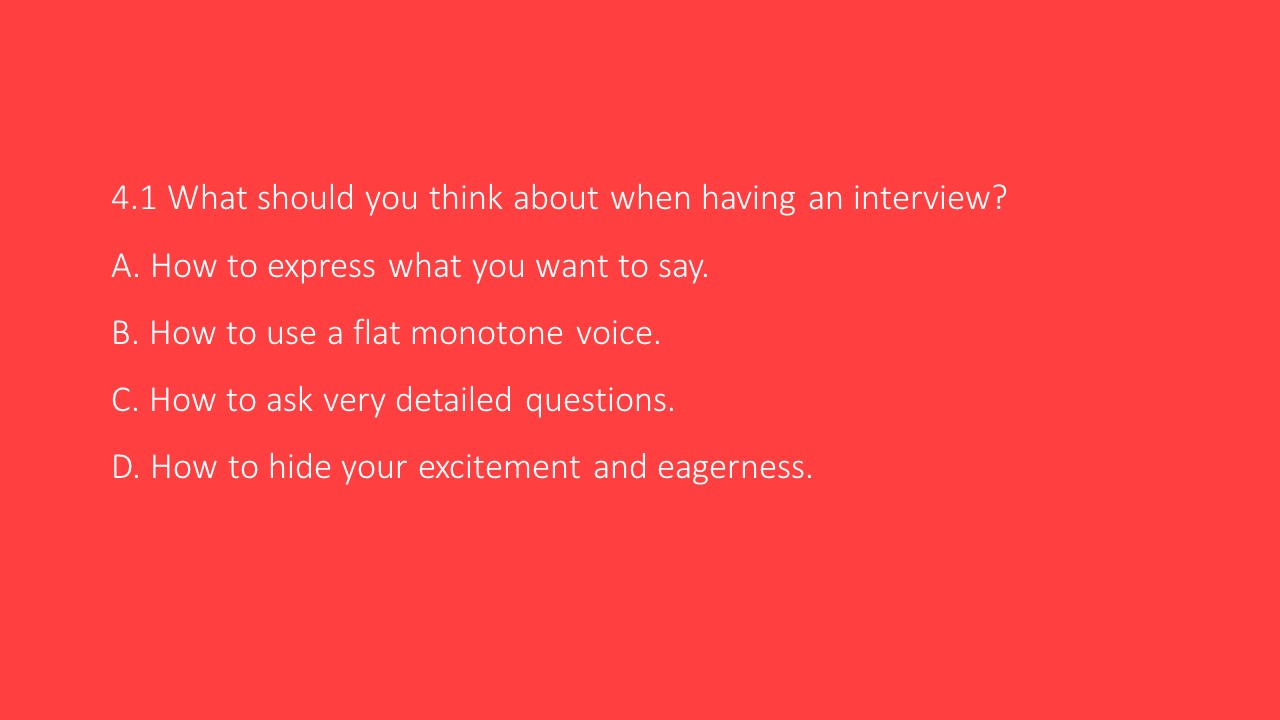 4.1 What should you think about when having an interview?
A. How to express what you want to say.
B. How to use a flat monotone voice.
C. How to ask very detailed questions.
D. How to hide your excitement and eagerness.